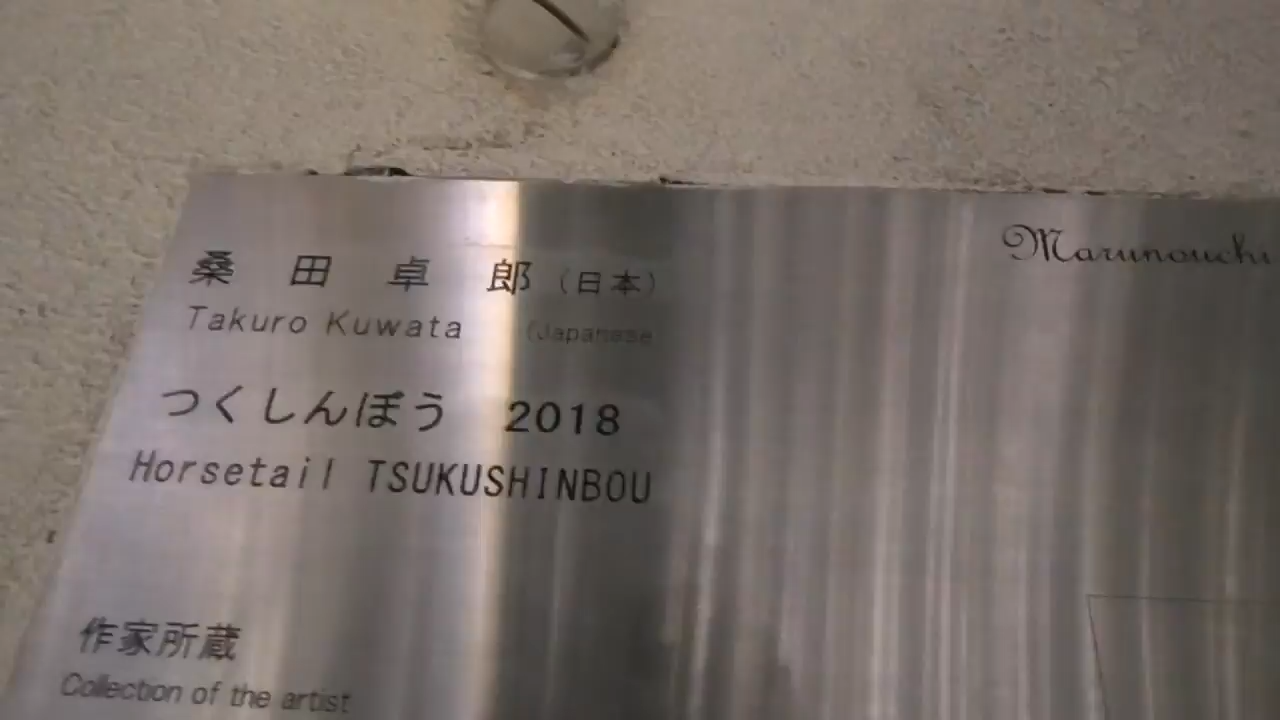 Marunouchi
桑田卓郎（日本）
Takuro Kuwata (Japanese)
つくしんぼう 2018
Horsetail TSUKUSHINBOU
作家所蔵
Collection of the artist